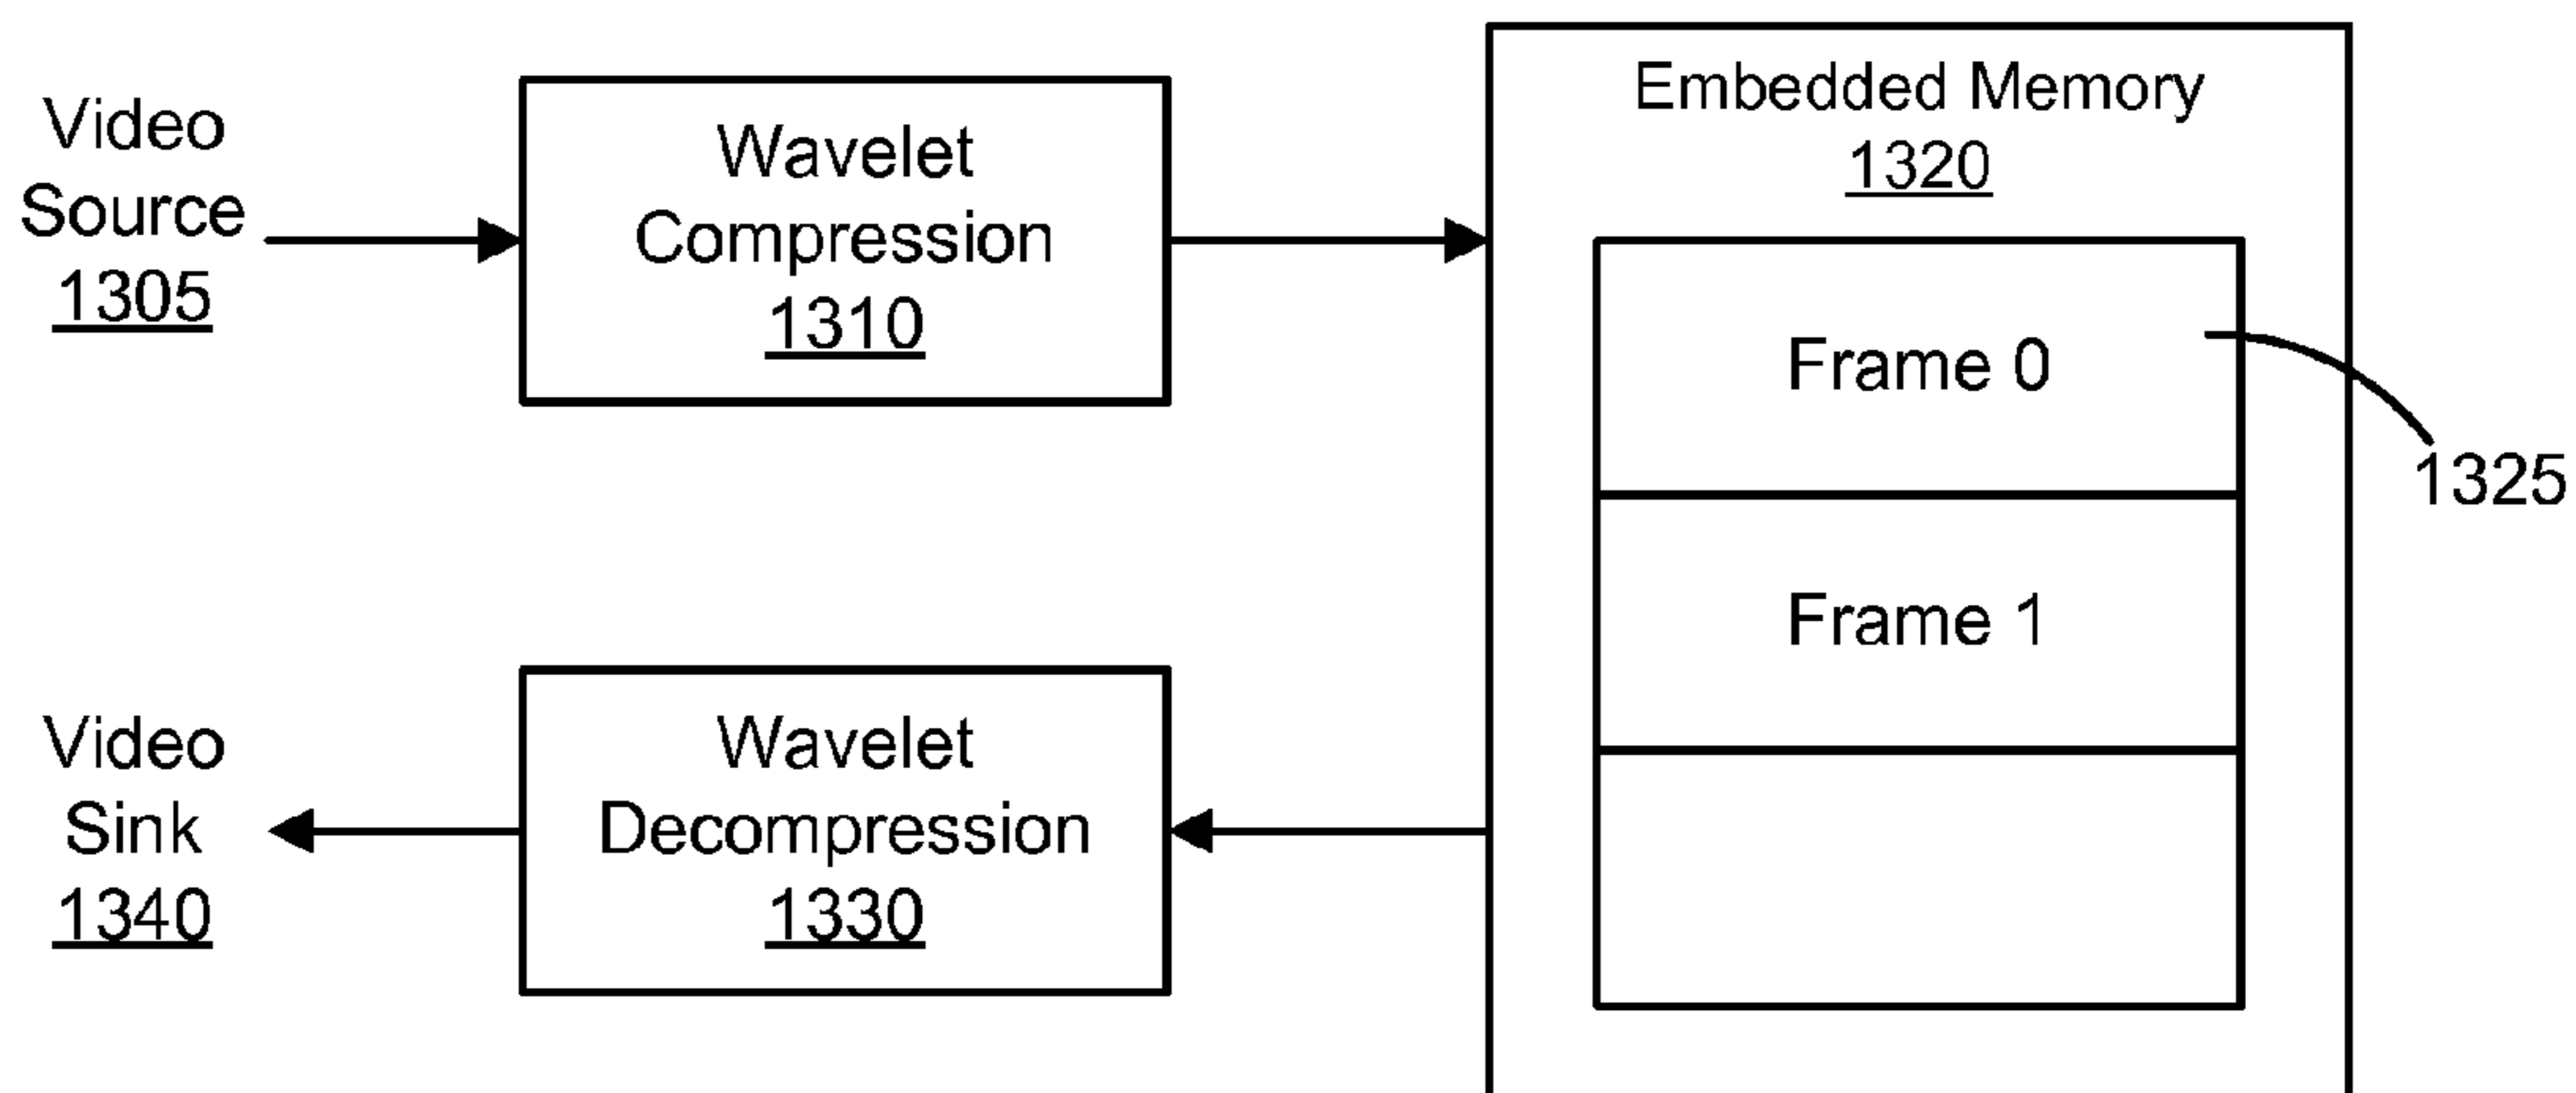 Video
Source
1305
Wavelet
Compression
1310
Embedded Memory
1320
Frame 0
1325
Frame 1
Video
Sink
1340
Wavelet
Decompression
1330